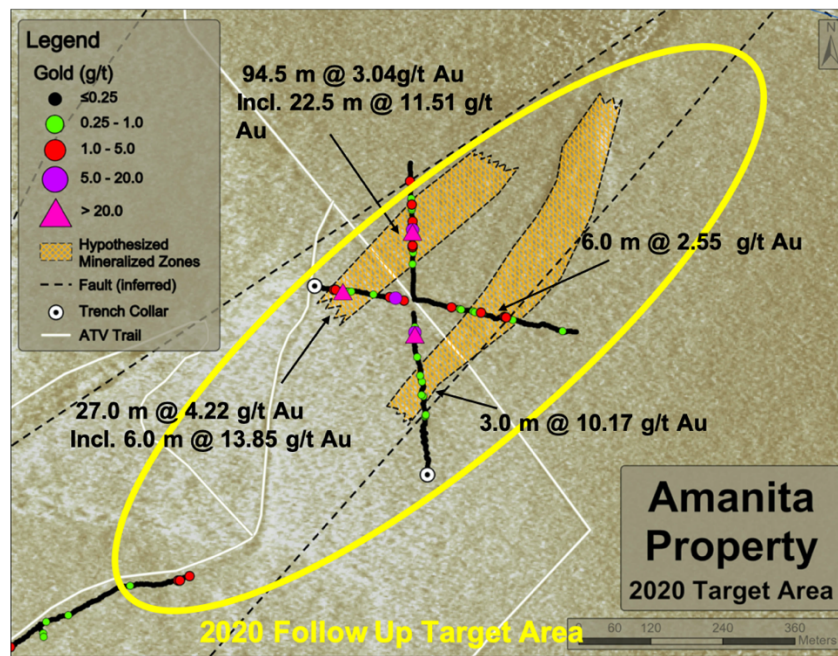 Legend
Gold (g/t)
≤0.25
0.25 - 1.0
1.0 - 5.0
5.0 - 20.0
> 20.0
Hypothesized
Mineralized Zones
Fault (inferred)
Trench Collar
ATV Trail
N
94.5 m @ 3.04g/t Au
Incl. 22.5 m @ 11.51 g/t
Au
6.0 m @ 2.55 g/t Au
27.0 m @ 4.22 g/t Au
Incl. 6.0 m @ 13.85 g/t Au
3.0 m @ 10.17 g/t Au
Amanita
Property
2020 Target Area
2020 Follow Up Target Area
60 120 240 360
Meters